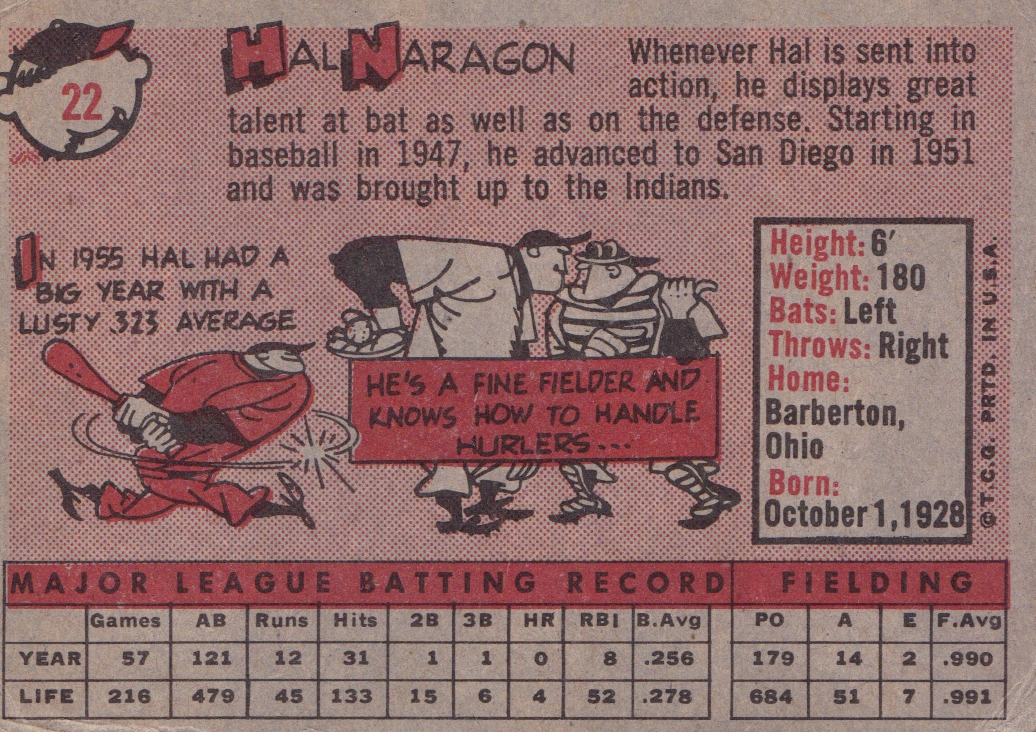 22
HAL NARAGON
Whenever Hal is sent into
action, he displays great
talent at bat as well as on the defense. Starting in
baseball in 1947, he advanced to San Diego in 1951
and was brought up to the Indians.
IN 1955 HAL HAD A
BIG YEAR WITH A
LUSTY .323 AVERAGE
HE'S A FINE FIELDER AND
KNOWS HOW TO HANDLE
HURLERS...
Height: 6'
Weight: 180
Bats: Left
Throws: Right
Home:
Barberton,
Ohio
Born:
October 1, 1928
© T.C.G. PRTD. IN U.S.A
MAJOR LEAGUE BATTING RECORD FIELDING
Games AB Runs Hits 2B 3B HR RBI B.Avg PO A E F.Avg
YEAR 57 121 12 31 1 1 0 8 .256 179 14 2 .990
LIFE 216 479 45 133 15 6 4 52 .278 684 51 7 .991